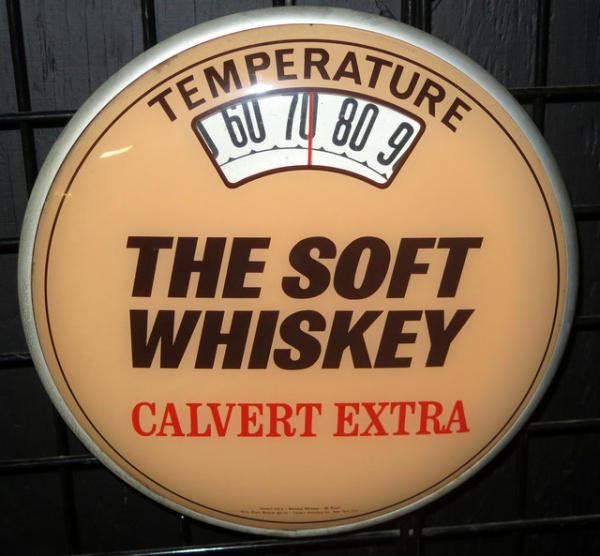 TEMPERATURE
60 70 80 9
THE SOFT
WHISKEY
CALVERT EXTRA